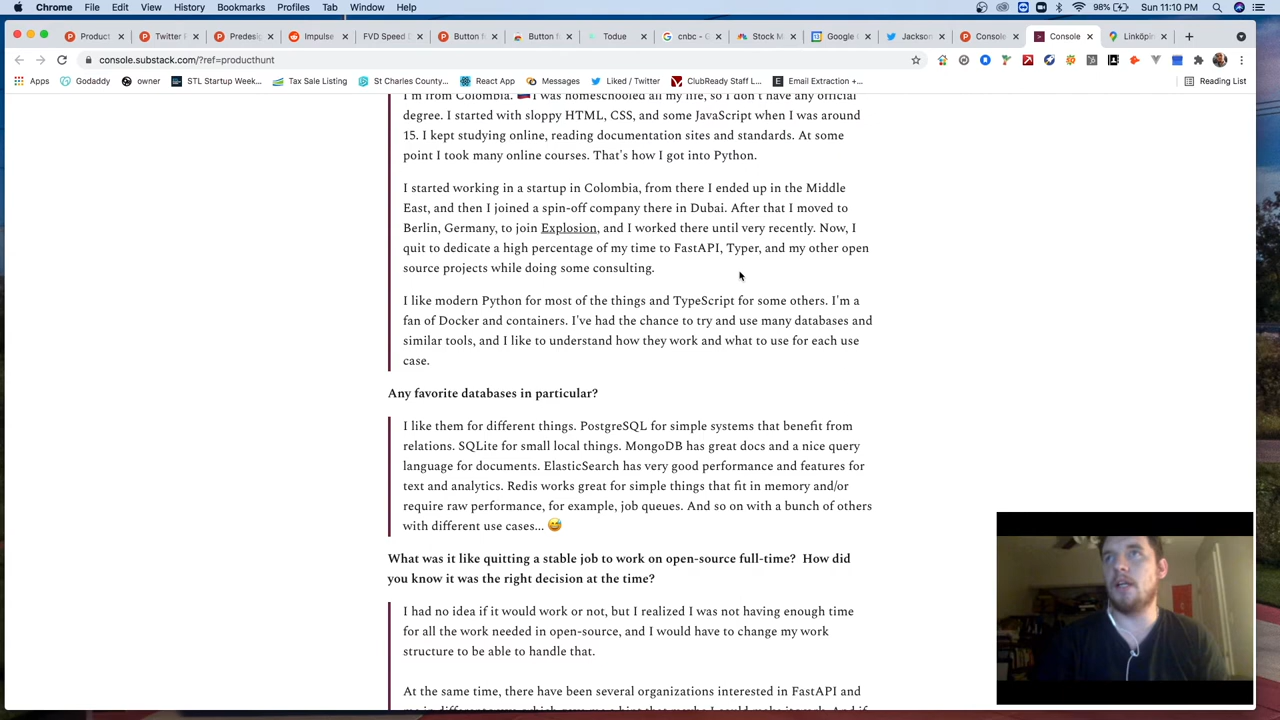 Chrome File Edit View History Bookmarks Profiles Tab Window Help 98% Sun 11:10 PM
Product Twitter Predesig Impulse FVD Speed Button f Button f Todue cnbc - G Stock M Google Jackson Console Console Linköpin
console.substack.com/?ref=producthunt
Apps Godaddy owner STL Startup Week... Tax Sale Listing St Charles County... React App Messages Liked / Twitter ClubReady Staff L... Email Extraction +... Reading List
I'm from Colombia. 🇨🇴 I was homeschooled all my life, so I don't have any official
degree. I started with sloppy HTML, CSS, and some JavaScript when I was around
15. I kept studying online, reading documentation sites and standards. At some
point I took many online courses. That's how I got into Python.
I started working in a startup in Colombia, from there I ended up in the Middle
East, and then I joined a spin-off company there in Dubai. After that I moved to
Berlin, Germany, to join Explosion, and I worked there until very recently. Now, I
quit to dedicate a high percentage of my time to FastAPI, Typer, and my other open
source projects while doing some consulting.
I like modern Python for most of the things and TypeScript for some others. I'm a
fan of Docker and containers. I've had the chance to try and use many databases and
similar tools, and I like to understand how they work and what to use for each use
case.
Any favorite databases in particular?
I like them for different things. PostgreSQL for simple systems that benefit from
relations. SQLite for small local things. MongoDB has great docs and a nice query
language for documents. ElasticSearch has very good performance and features for
text and analytics. Redis works great for simple things that fit in memory and/or
require raw performance, for example, job queues. And so on with a bunch of others
with different use cases... 😅
What was it like quitting a stable job to work on open-source full-time? How did
you know it was the right decision at the time?
I had no idea if it would work or not, but I realized I was not having enough time
for all the work needed in open-source, and I would have to change my work
structure to be able to handle that.
At the same time, there have been several organizations interested in FastAPI and